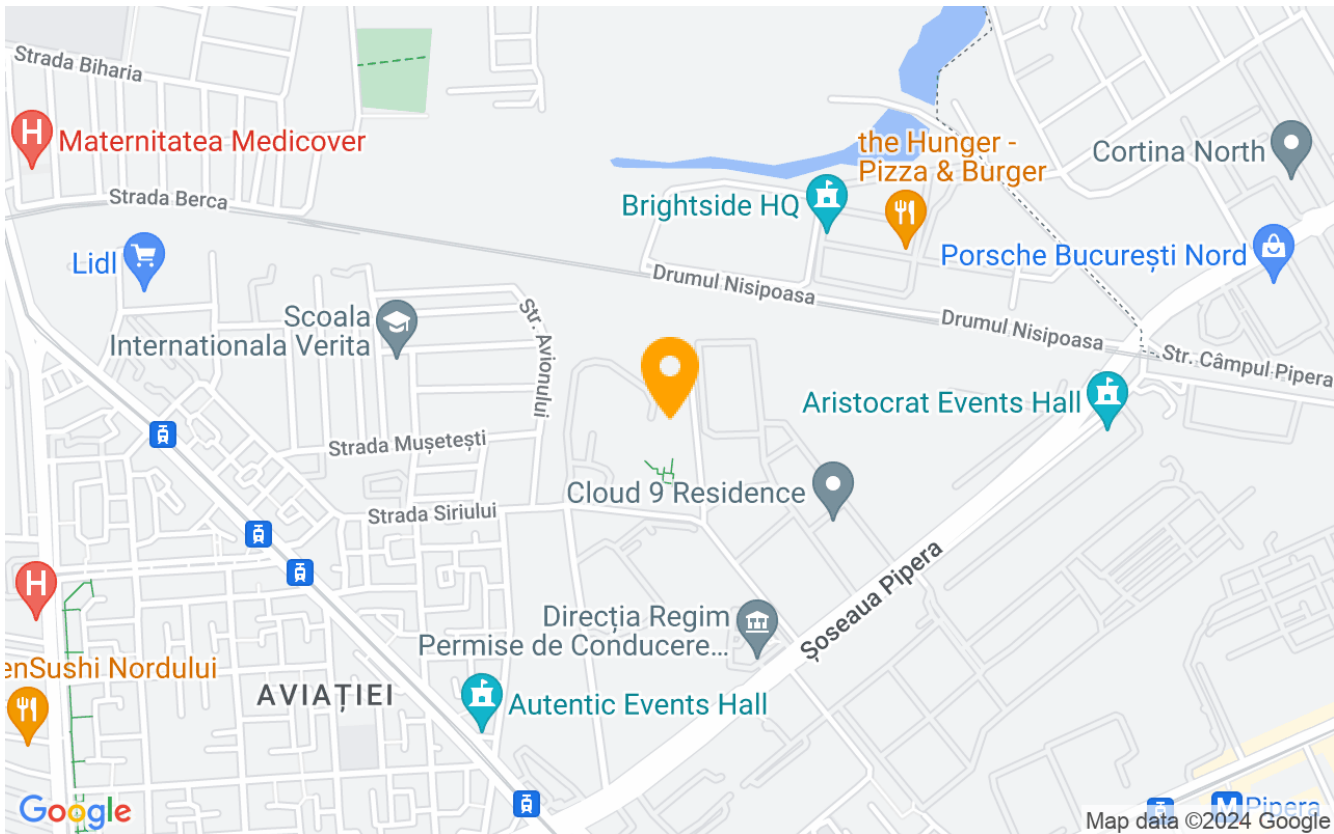 Strada Biharia
H
Maternitatea Medicover
the Hunger -
Pizza & Burger
Cortina North
Strada Berca
Brightside HQ
Lidl
Porsche București Nord
Drumul Nisipoasa
Drumul Nisipoasa
Scoala
Internationala Verita
Str. Avionului
Str. Câmpul Pipera
Aristocrat Events Hall
Strada Mușetești
Cloud 9 Residence
Strada Siriului
H
Șoseaua Pipera
Direcția Regim
Permise de Conducere...
enSushi Nordului
AVIAȚIEI
Autentic Events Hall
Google
M Pipera
Map data ©2024 Google